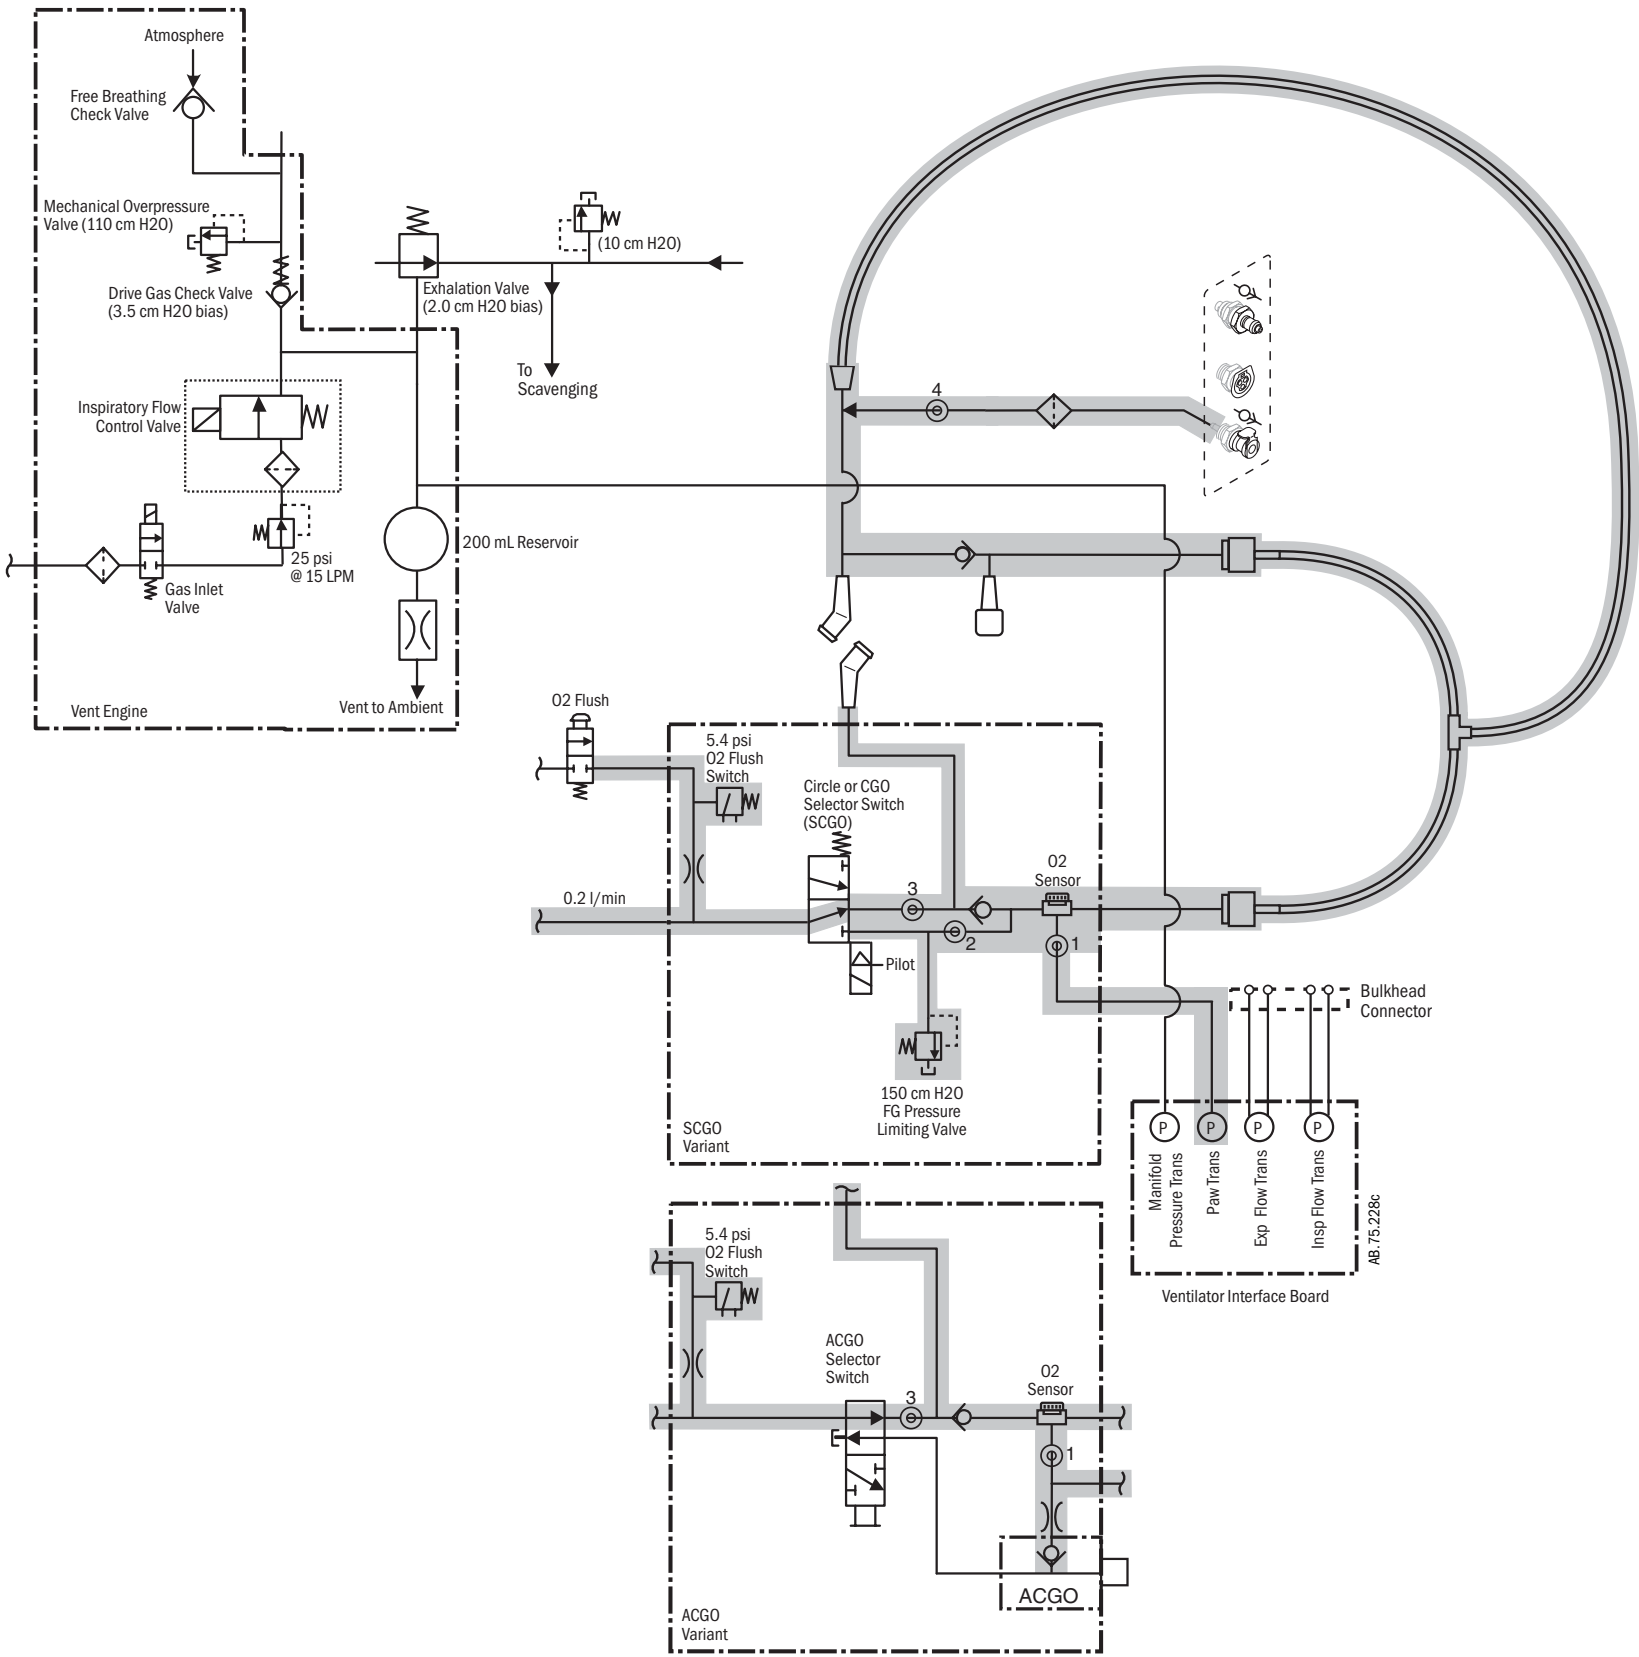 Atmosphere
Free Breathing
Check Valve
Mechanical Overpressure
Valve (110 cm H2O)
Drive Gas Check Valve
(3.5 cm H2O bias)
Inspiratory Flow
Control Valve
25 psi
@ 15 LPM
Gas Inlet
Valve
Vent Engine
(10 cm H2O)
Exhalation Valve
(2.0 cm H2O bias)
To
Scavenging
200 mL Reservoir
Vent to Ambient
4
O2 Flush
5.4 psi
O2 Flush
Switch
Circle or CGO
Selector Switch
(SCGO)
0.2 l/min
3
O2
Sensor
2
1
Pilot
150 cm H2O
FG Pressure
Limiting Valve
SCGO
Variant
Bulkhead
Connector
P
P
P
P
Manifold
Pressure Trans
Paw Trans
Exp Flow Trans
Insp Flow Trans
AB.75.228c
Ventilator Interface Board
5.4 psi
O2 Flush
Switch
ACGO
Selector
Switch
3
O2
Sensor
1
ACGO
ACGO
Variant